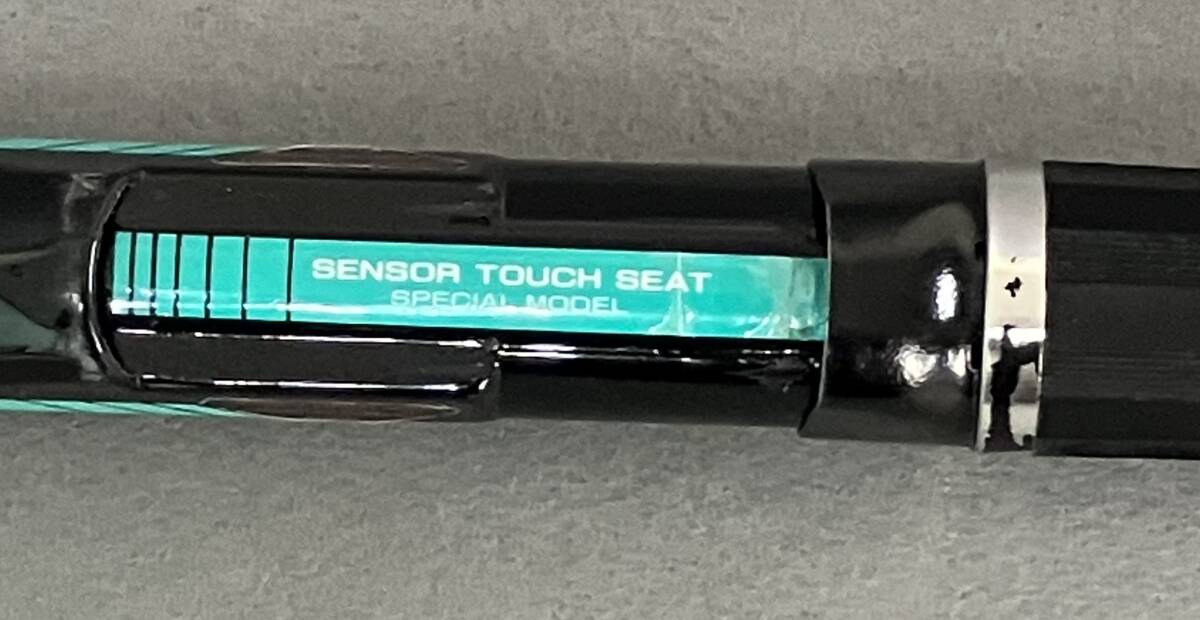 SENSOR TOUCH SEAT
SPECIAL MODEL